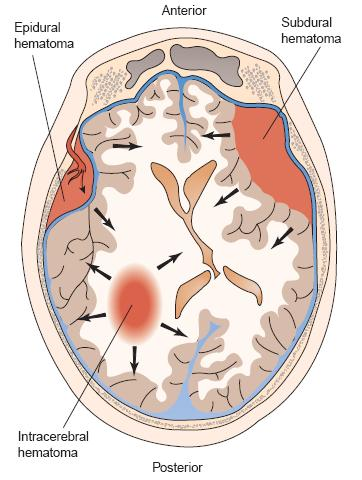 Anterior
Epidural
hematoma
Subdural
hematoma
Intracerebral
hematoma
Posterior